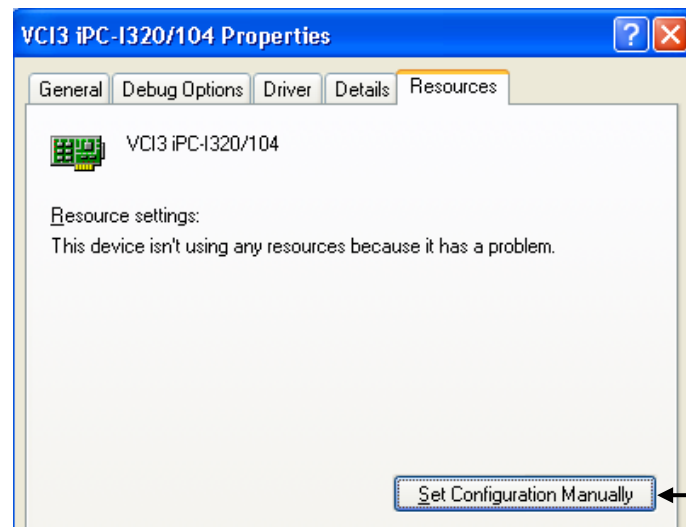 VCI3 iPC-I320/104 Properties
General Debug Options Driver Details Resources
VCI3 iPC-I320/104
Resource settings:
This device isn't using any resources because it has a problem.
Set Configuration Manually